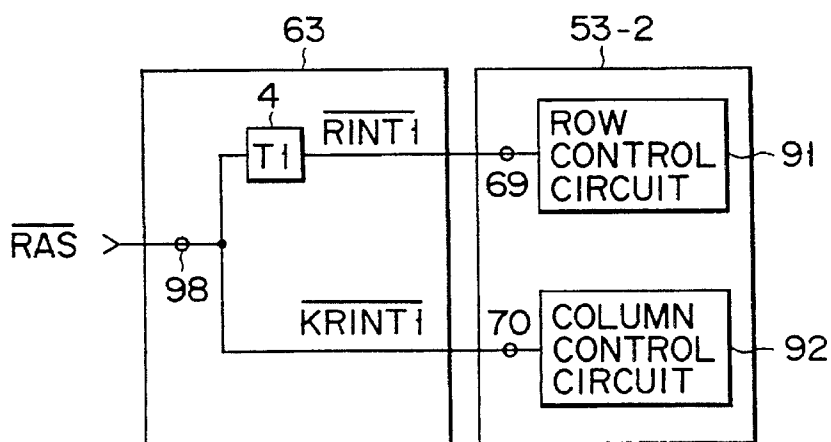 63
53-2
4
T1
RINT1
ROW
CONTROL
CIRCUIT
91
69
RAS
98
KRINT1
70
COLUMN
CONTROL
CIRCUIT
92